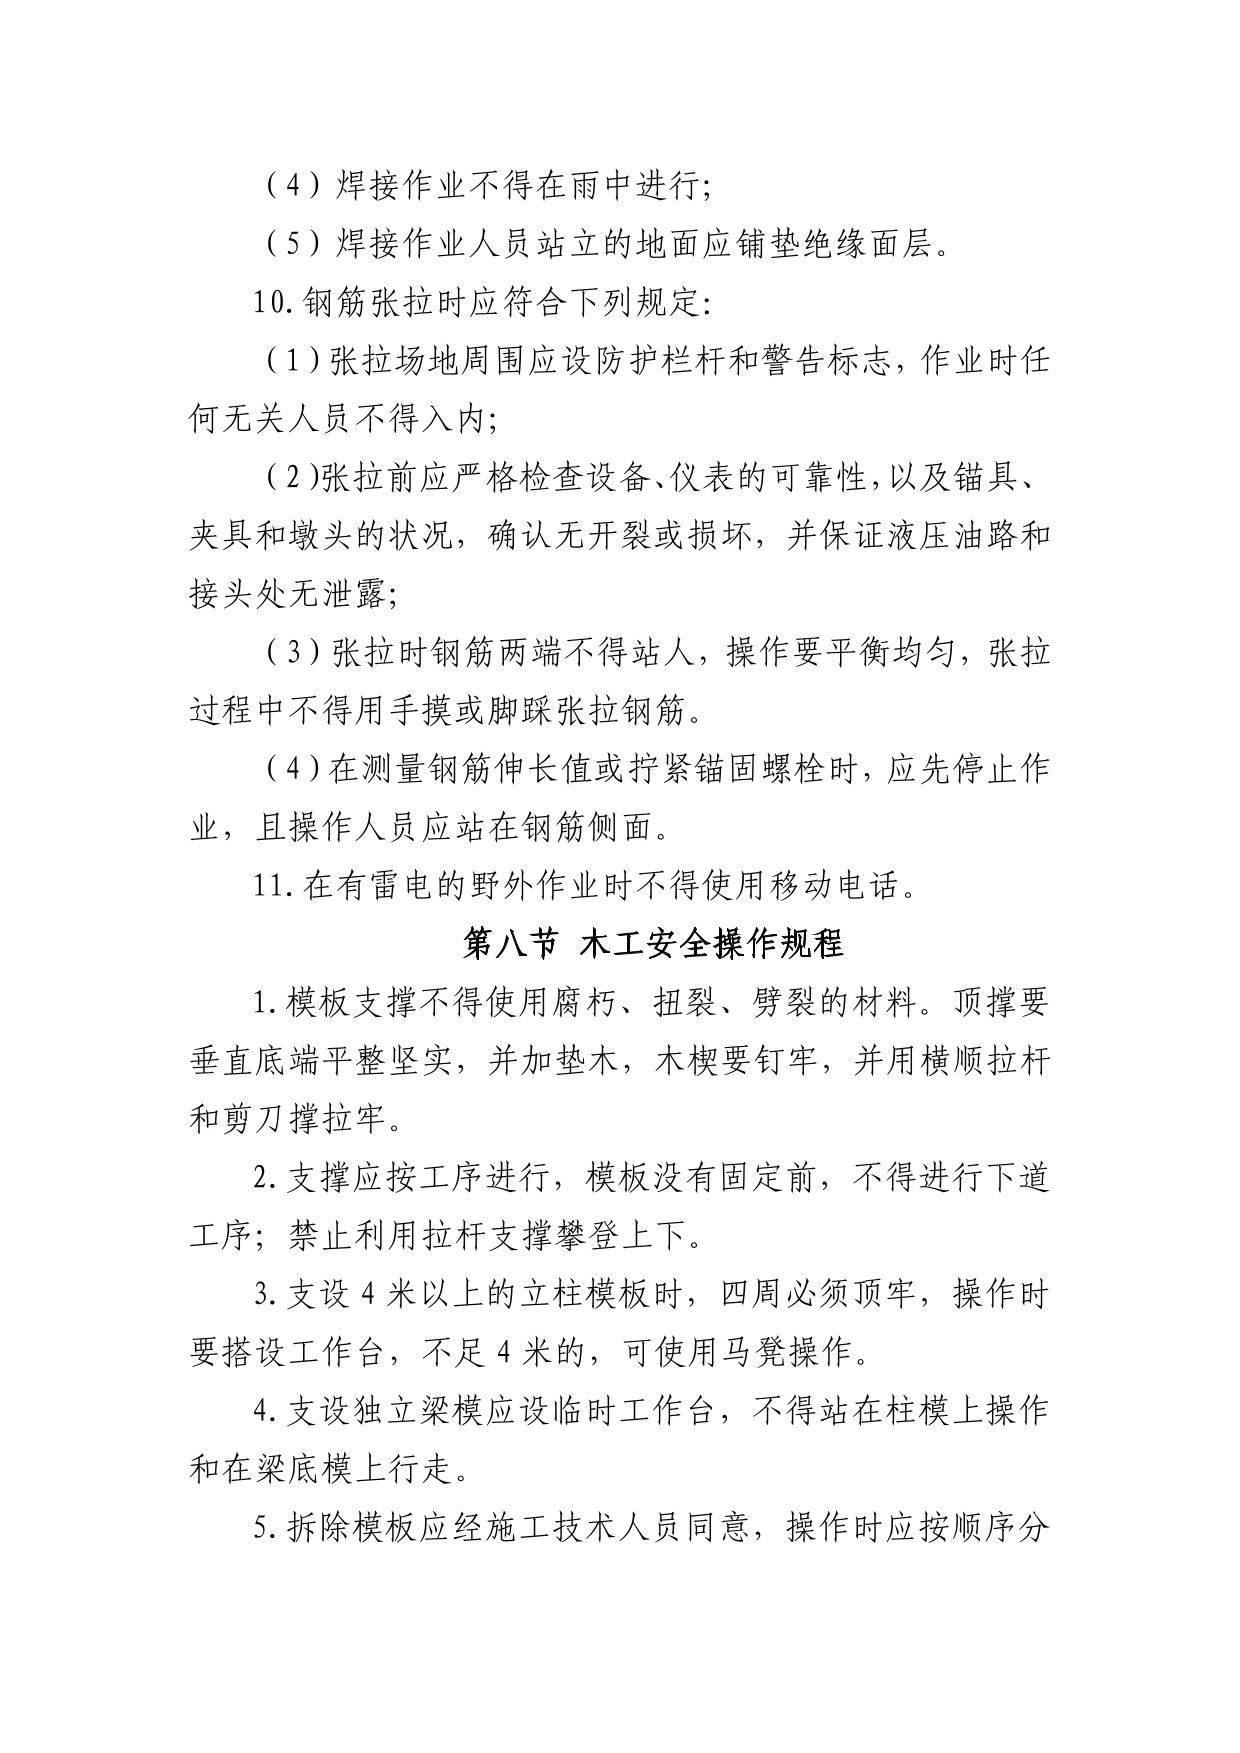 （4）焊接作业不得在雨中进行；
（5）焊接作业人员站立的地面应铺垫绝缘面层。
10.钢筋张拉时应符合下列规定：
（1)张拉场地周围应设防护栏杆和警告标志，作业时任
何无关人员不得入内；
（2)张拉前应严格检查设备、仪表的可靠性，以及锚具、
夹具和墩头的状况，确认无开裂或损坏，并保证液压油路和
接头处无泄露；
（3)张拉时钢筋两端不得站人，操作要平衡均匀，张拉
过程中不得用手摸或脚踩张拉钢筋。
（4)在测量钢筋伸长值或拧紧锚固螺栓时，应先停止作
业，且操作人员应站在钢筋侧面。
11.在有雷电的野外作业时不得使用移动电话。
第八节 木工安全操作规程
1.模板支撑不得使用腐朽、扭裂、劈裂的材料。顶撑要
垂直底端平整坚实，并加垫木，木楔要钉牢，并用横顺拉杆
和剪刀撑拉牢。
2.支撑应按工序进行，模板没有固定前，不得进行下道
工序；禁止利用拉杆支撑攀登上下。
3.支设 4 米以上的立柱模板时，四周必须顶牢，操作时
要搭设工作台，不足 4 米的，可使用马凳操作。
4.支设独立梁模应设临时工作台，不得站在柱模上操作
和在梁底模上行走。
5.拆除模板应经施工技术人员同意，操作时应按顺序分